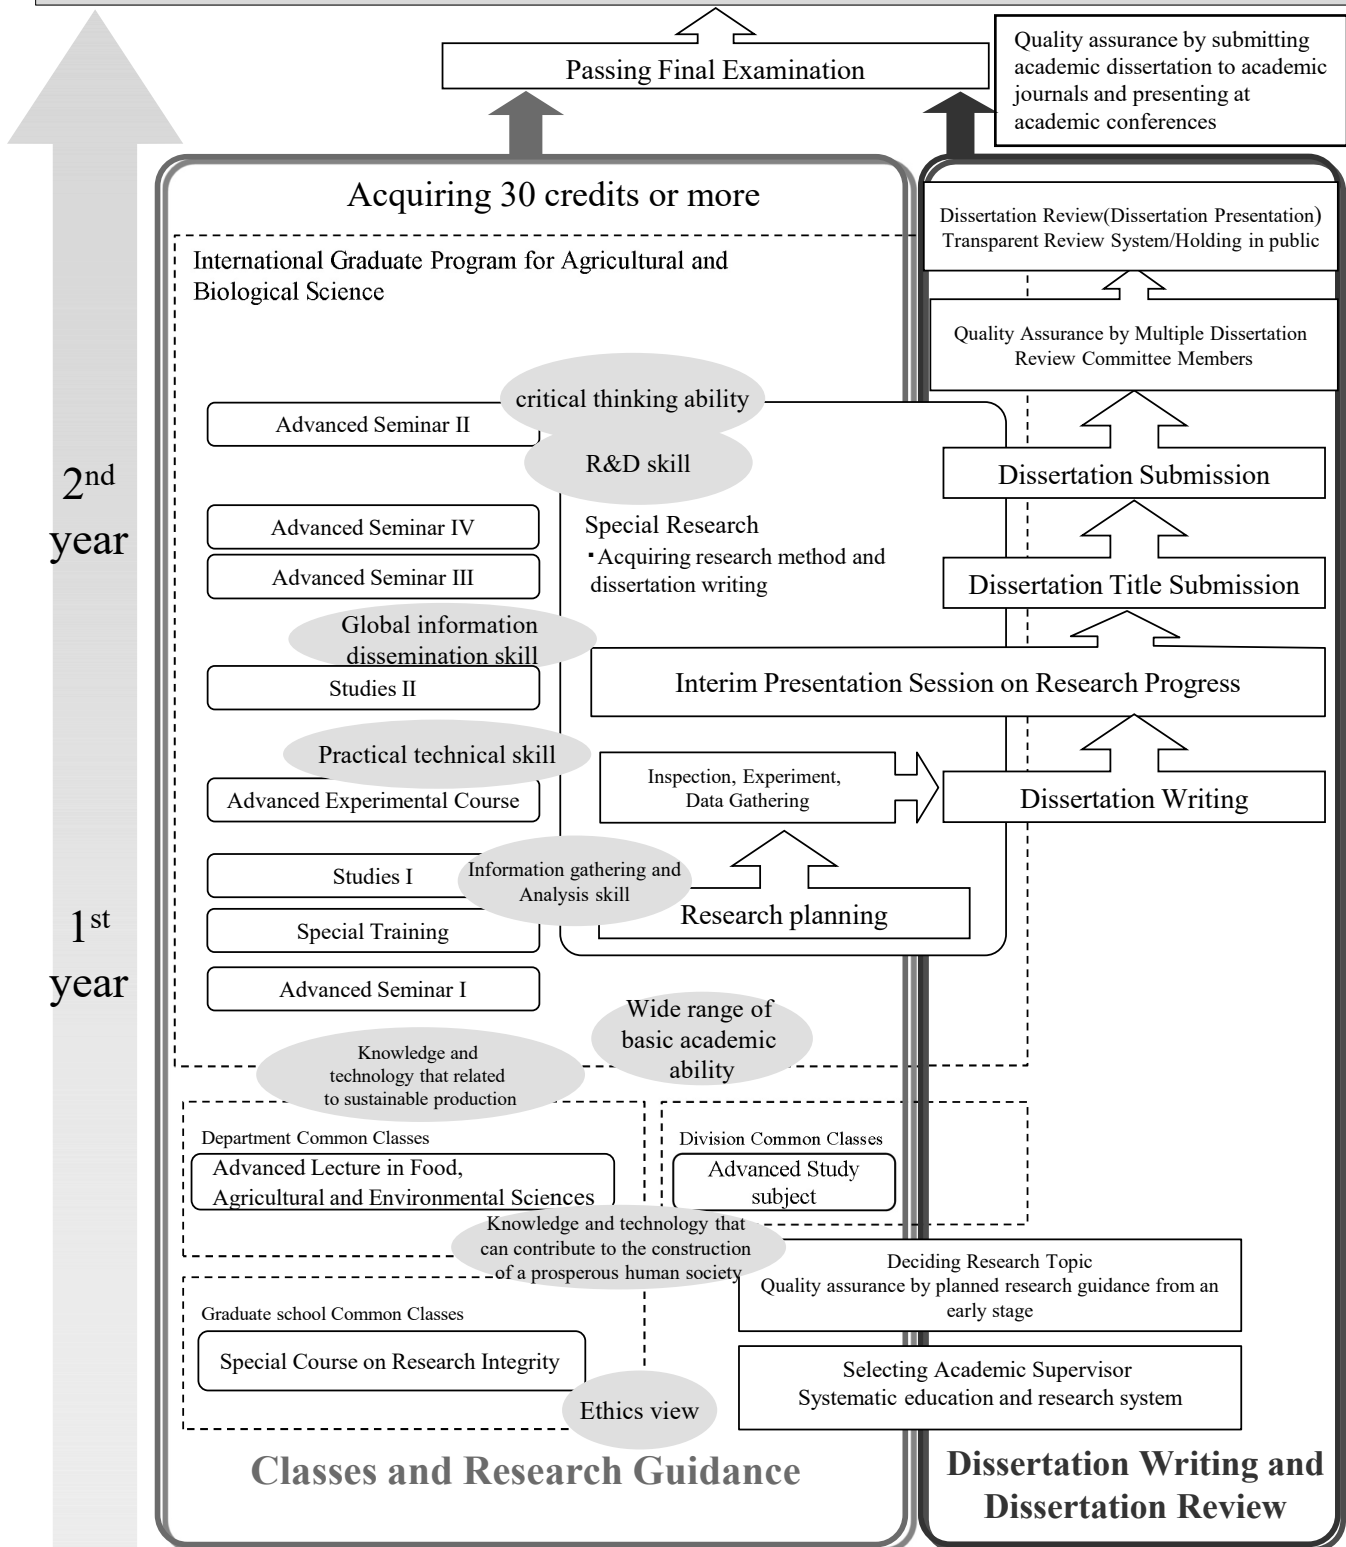 Passing Final Examination
Quality assurance by submitting
academic dissertation to academic
journals and presenting at
academic conferences
Acquiring 30 credits or more
Dissertation Review(Dissertation Presentation)
Transparent Review System/Holding in public
International Graduate Program for Agricultural and
Biological Science
Quality Assurance by Multiple Dissertation
Review Committee Members
critical thinking ability
Advanced Seminar II
R&D skill
Dissertation Submission
2nd
year
Advanced Seminar IV
Special Research
・Acquiring research method and
dissertation writing
Advanced Seminar III
Dissertation Title Submission
Global information
dissemination skill
Studies II
Interim Presentation Session on Research Progress
Practical technical skill
Inspection, Experiment,
Data Gathering
Advanced Experimental Course
Dissertation Writing
Studies I
Information gathering and
Analysis skill
Research planning
1st
year
Special Training
Advanced Seminar I
Wide range of
basic academic
ability
Knowledge and
technology that related
to sustainable production
Department Common Classes
Advanced Lecture in Food,
Agricultural and Environmental Sciences
Division Common Classes
Advanced Study
subject
Knowledge and technology that
can contribute to the construction
of a prosperous human society
Deciding Research Topic
Quality assurance by planned research guidance from an
early stage
Graduate school Common Classes
Special Course on Research Integrity
Selecting Academic Supervisor
Systematic education and research system
Ethics view
Classes and Research Guidance
Dissertation Writing and
Dissertation Review